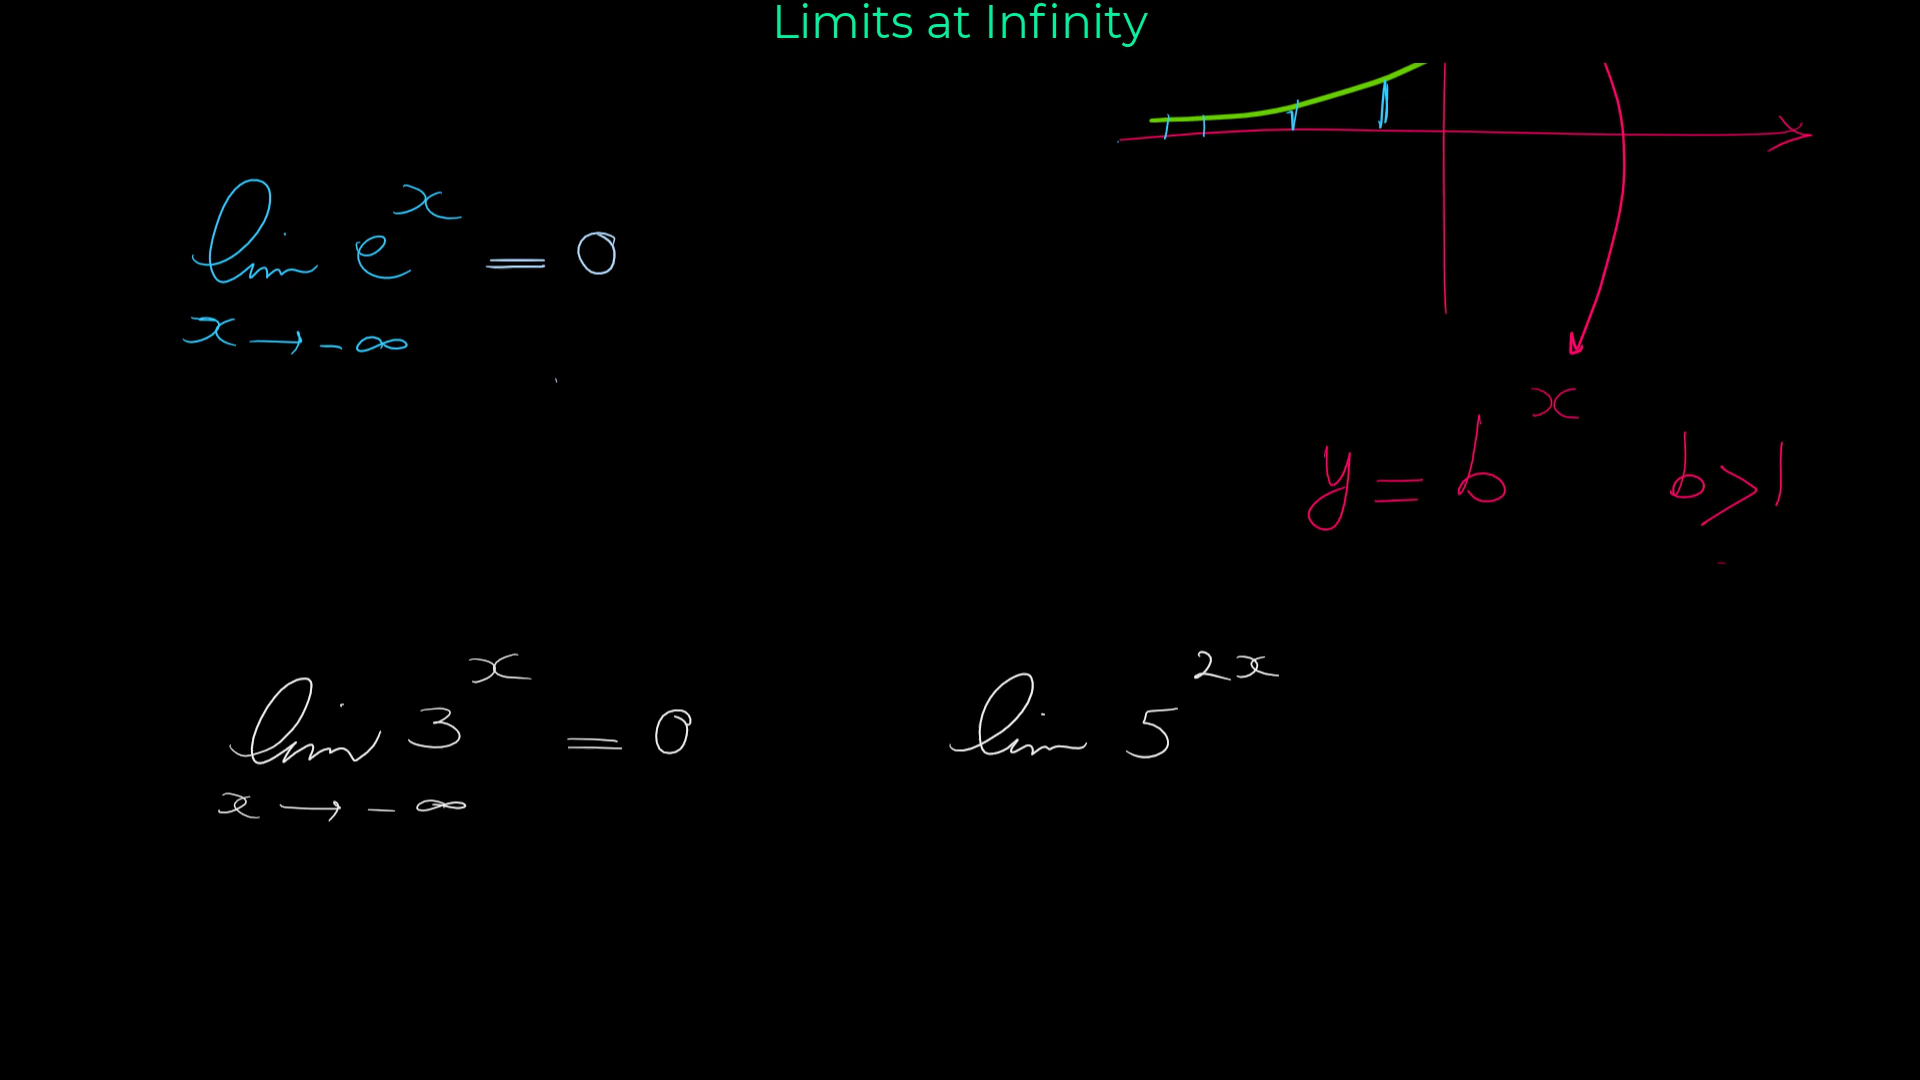 Limits at Infinity
lim e^x = 0
x → -∞
y = b^x b > 1
lim 3^x = 0
x → -∞
lim 5^2x